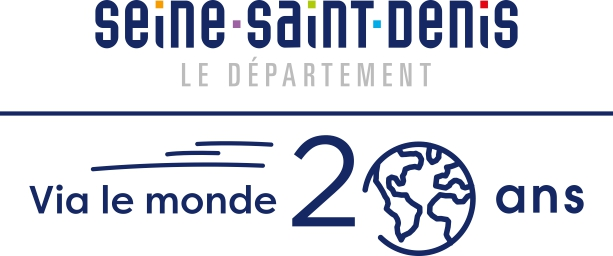 seine-saint-denis
LE DÉPARTEMENT
Via le monde 20 ans